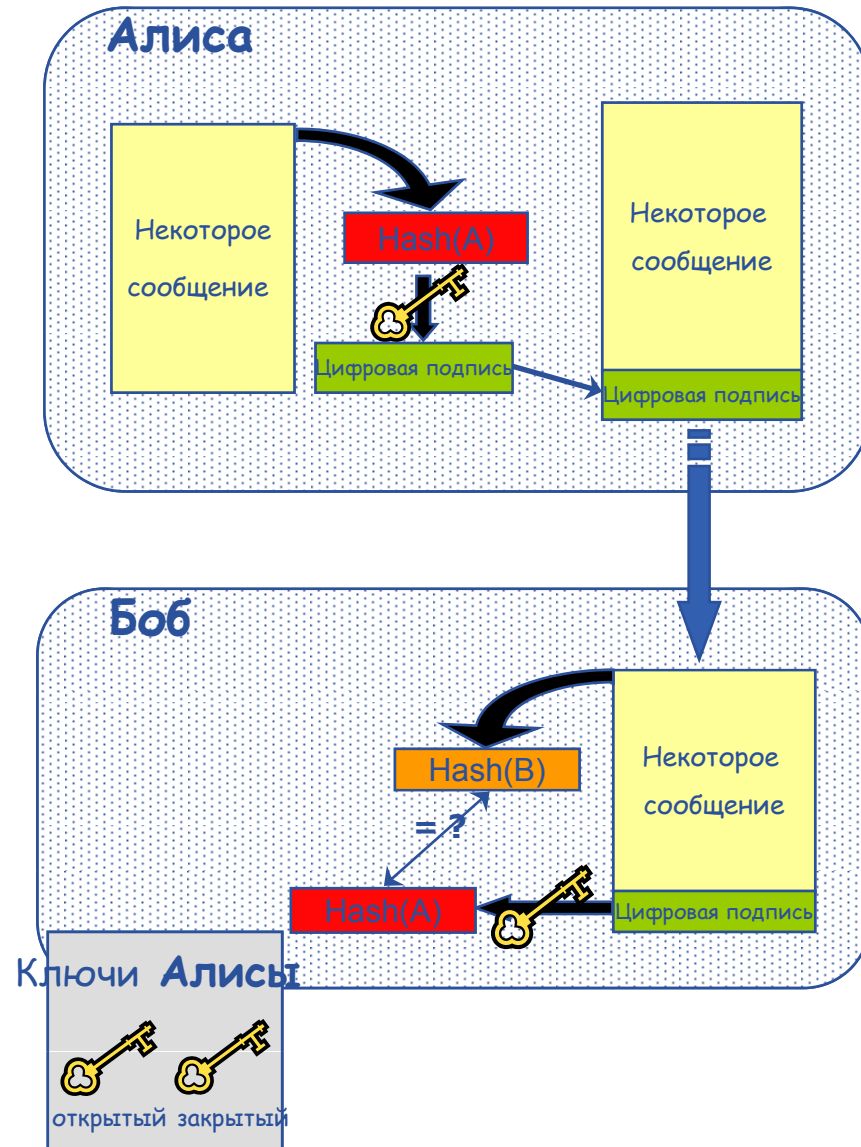 Алиса
Некоторое
сообщение
Hash(A)
Цифровая подпись
Некоторое
сообщение
Цифровая подпись
Боб
Hash(B)
= ?
Hash(A)
Некоторое
сообщение
Цифровая подпись
Ключи Алисы
открытый закрытый